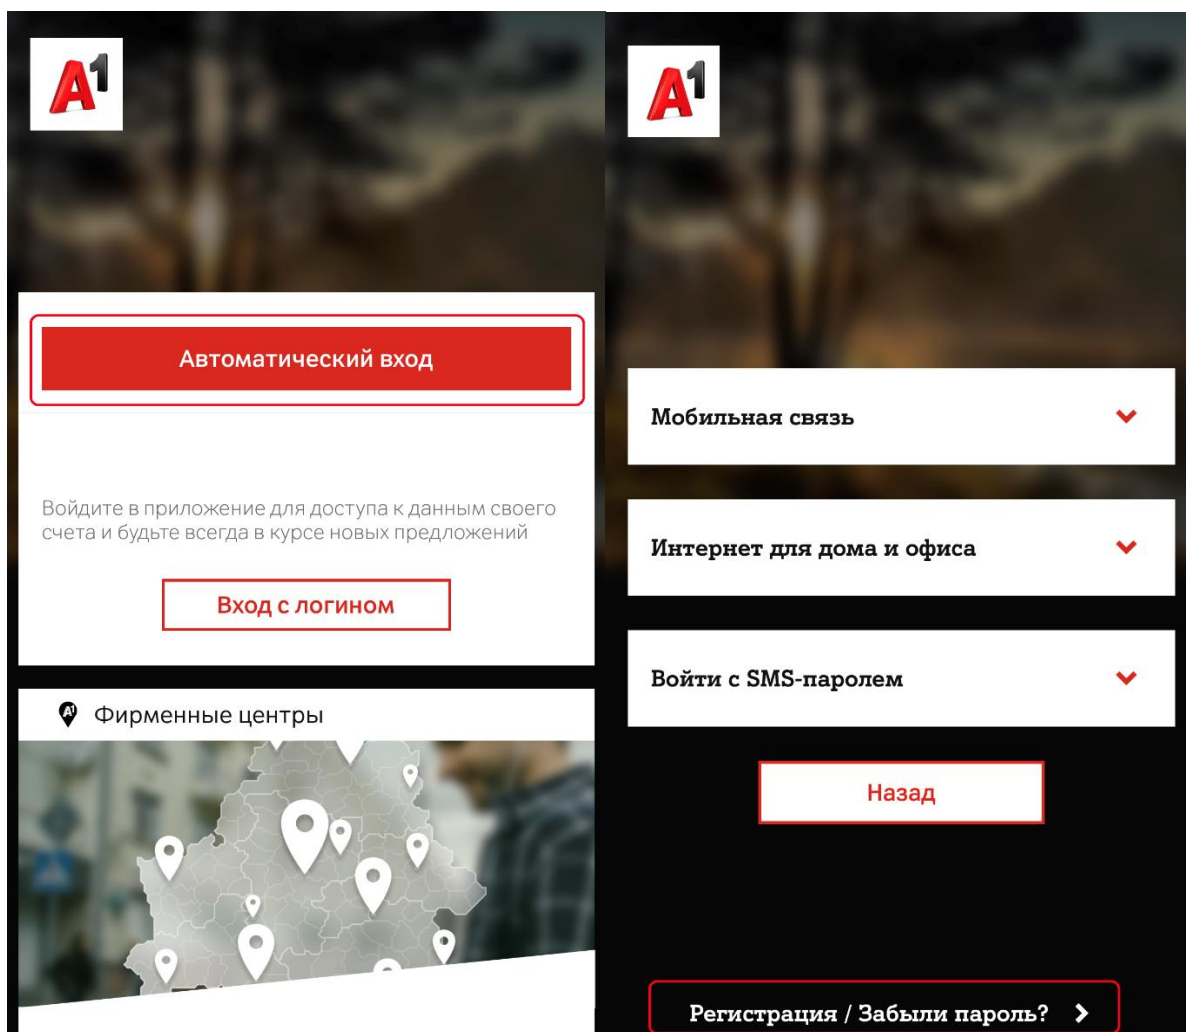 A1
Автоматический вход
Войдите в приложение для доступа к данным своего
счета и будьте всегда в курсе новых предложений
Вход с логином
A1 Фирменные центры
A1
Мобильная связь
Интернет для дома и офиса
Войти с SMS-паролем
Назад
Регистрация / Забыли пароль?